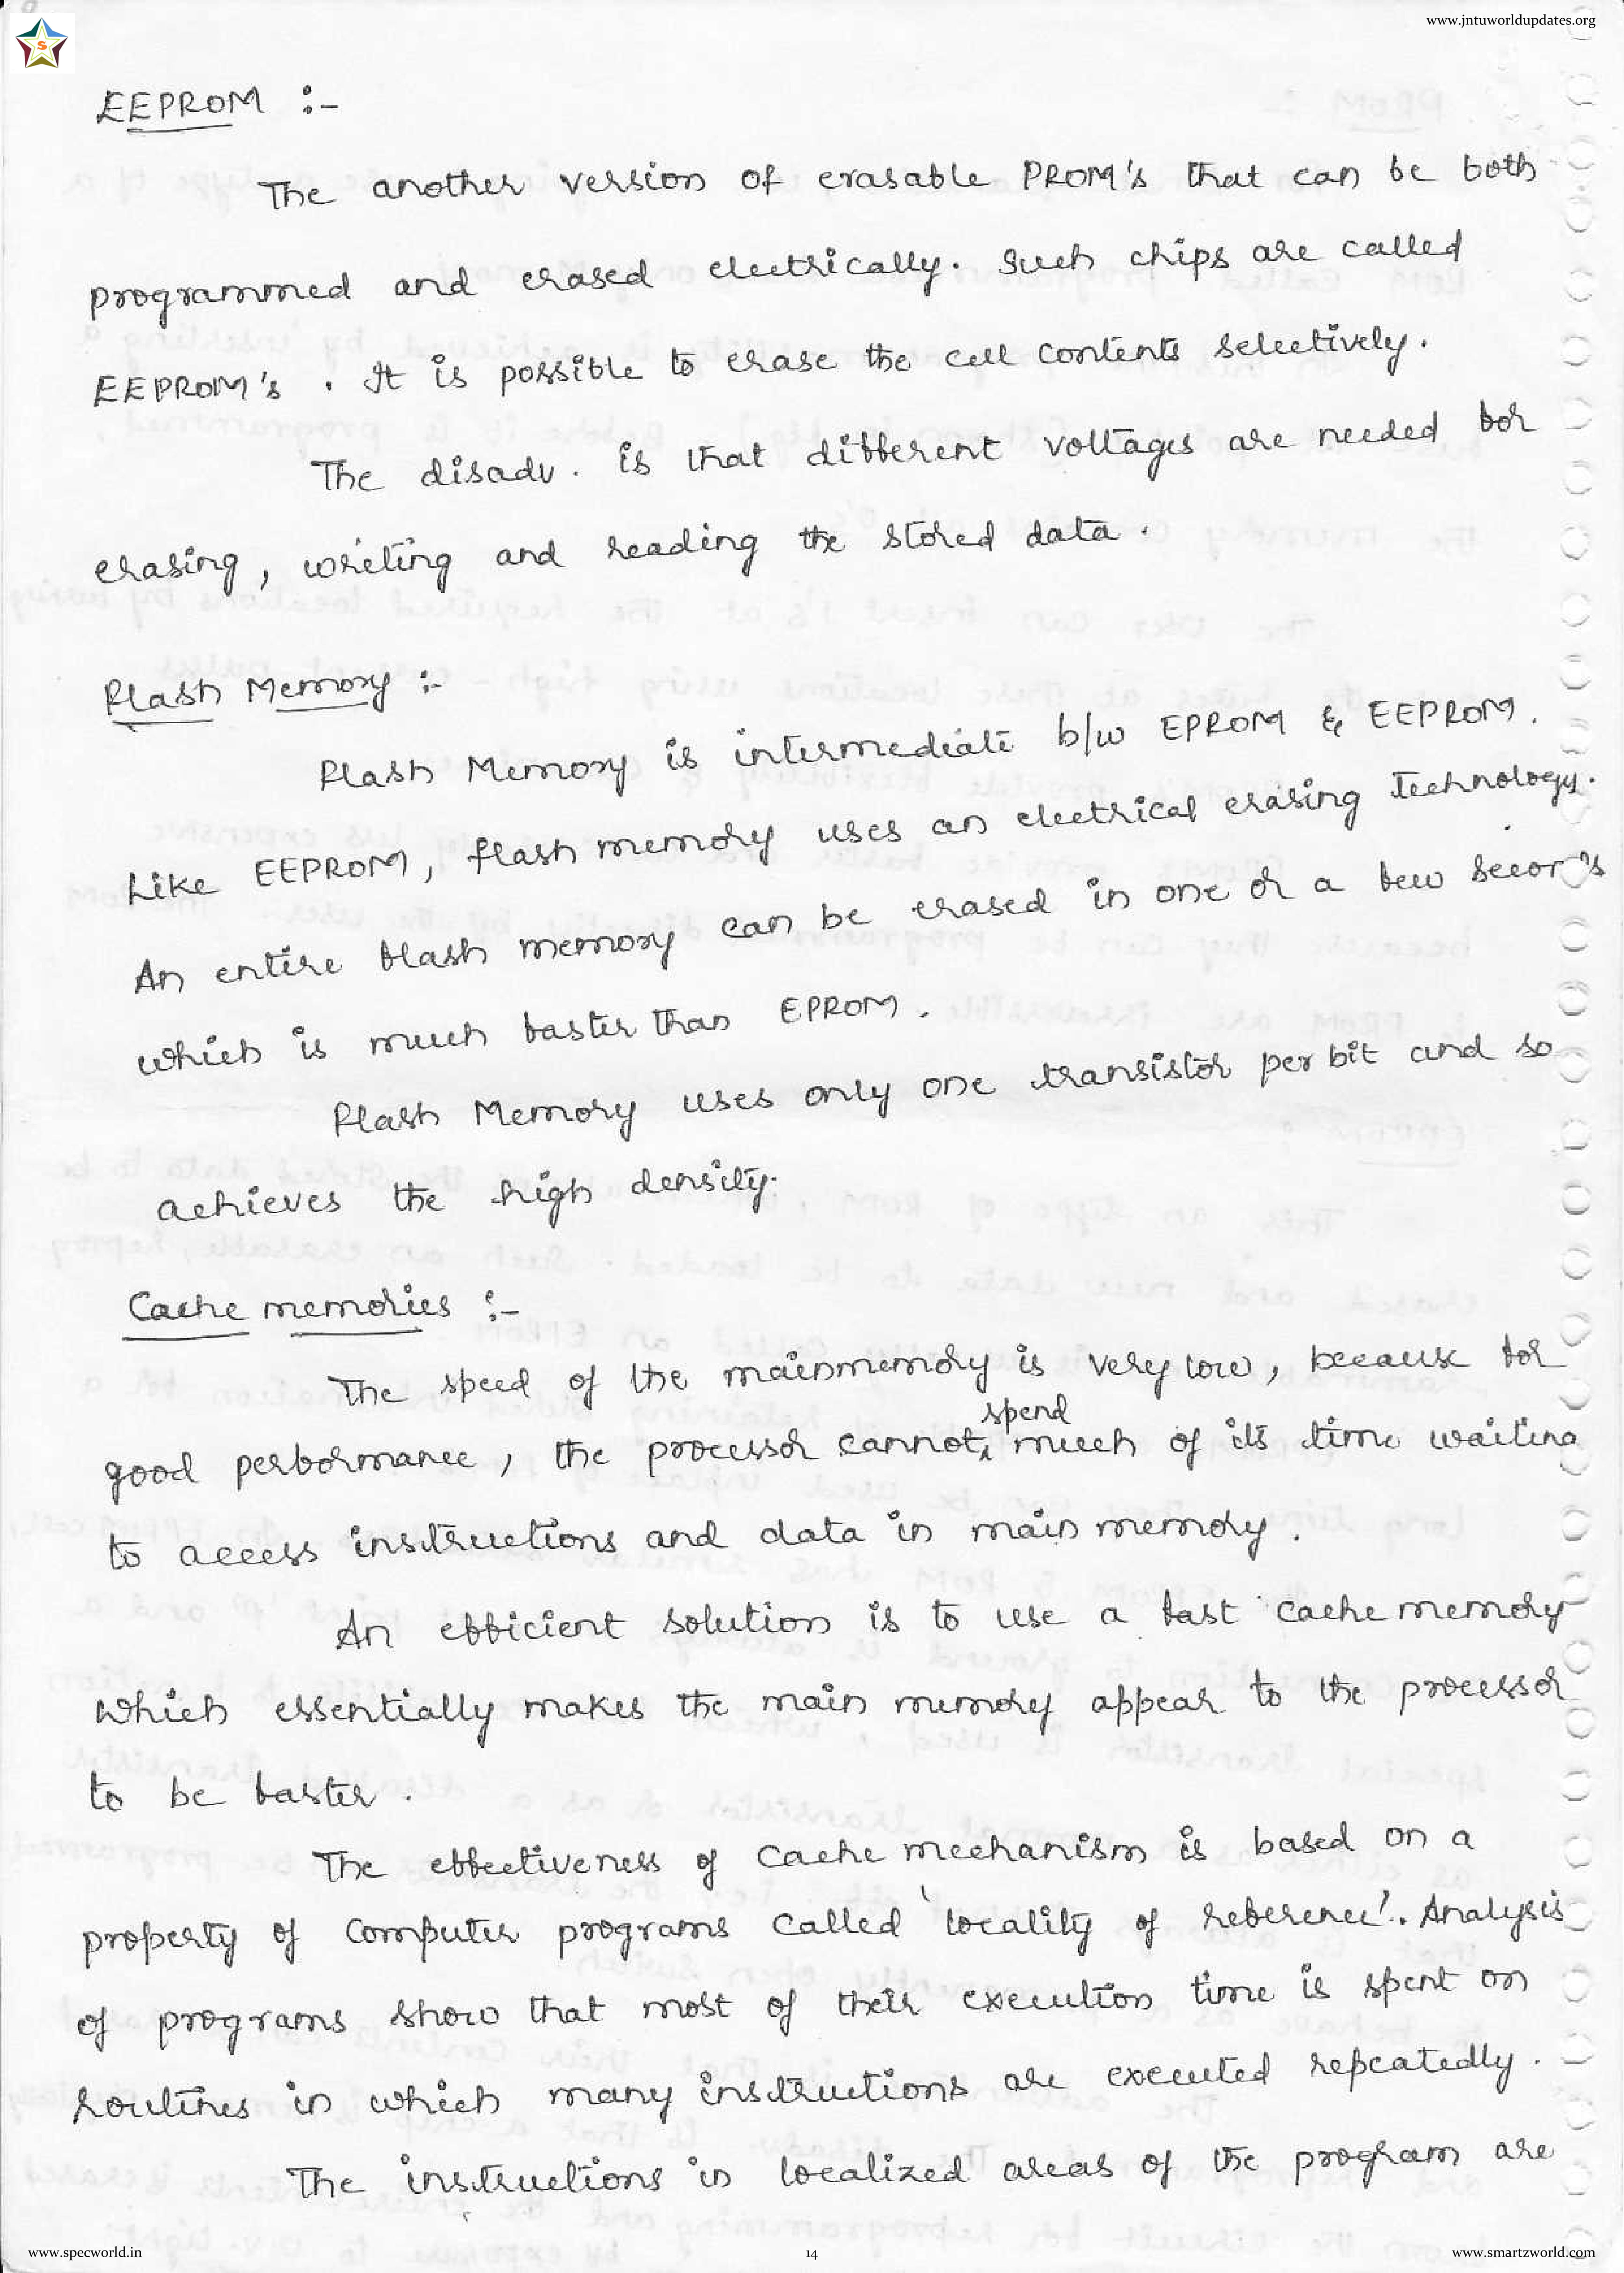 www.jntuworldupdates.org
S
EEPROM :-
The another version of erasable PROM's that can be both
programmed and erased electrically. Such chips are called
EEPROM's . It is possible to erase the cell contents selectively.
The disadv. is that different voltages are needed for
erasing, writing and reading the stored data.
Flash Memory :-
Flash Memory is intermediate b/w EPROM & EEPROM.
Like EEPROM, flash memory uses an electrical erasing technology.
An entire flash memory can be erased in one or a few
which is much faster than EPROM.
Flash Memory uses only one transistor per bit and so
achieves the high density.
Cache memories :-
The speed of the mainmemory is very low, because for
good performance, the processor cannot spend much of its time waiting
to access instructions and data in main memory.
An efficient solution is to use a fast cache memory
which essentially makes the main memory appear to the processor
to be faster.
The effectiveness of cache mechanism is based on a
property of computer programs called 'locality of reference'. Analysis
of programs show that most of their execution time is spent on
routines in which many instructions are executed repeatedly.
The instructions in localized areas of the program are
www.specworld.in
14
www.smartzworld.com